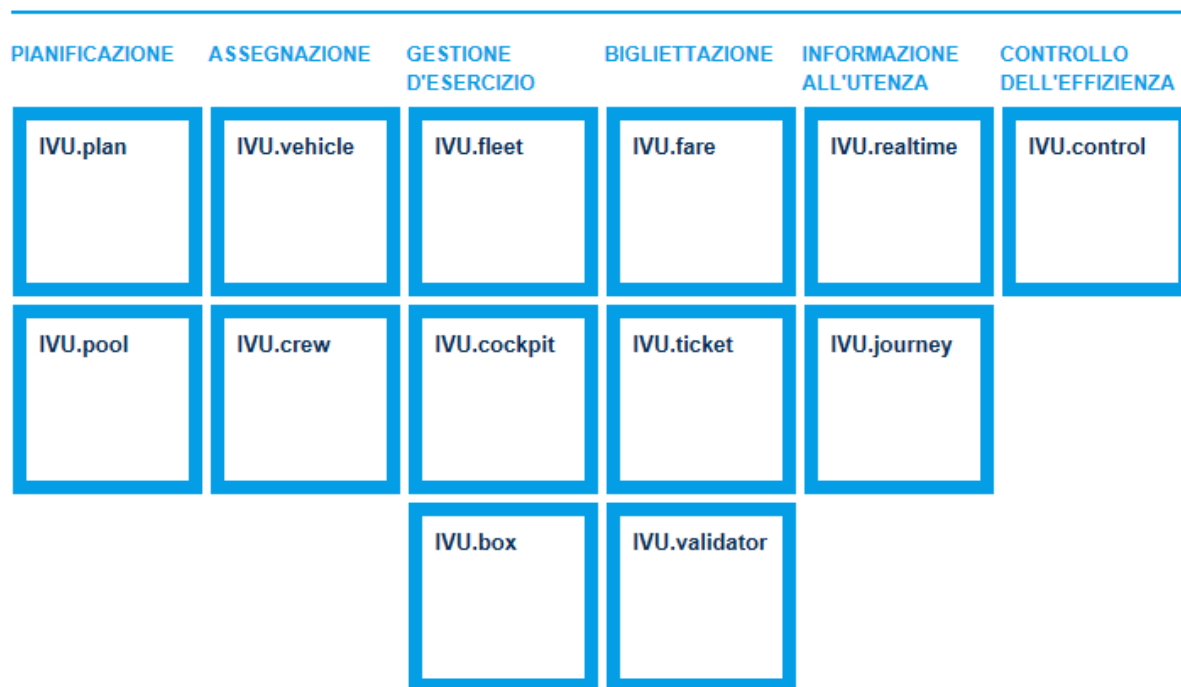 PIANIFICAZIONE
ASSEGNAZIONE
GESTIONE
D'ESERCIZIO
BIGLIETTAZIONE
INFORMAZIONE
ALL'UTENZA
CONTROLLO
DELL'EFFIZIENZA
IVU.plan
IVU.vehicle
IVU.fleet
IVU.fare
IVU.realtime
IVU.control
IVU.pool
IVU.crew
IVU.cockpit
IVU.ticket
IVU.journey
IVU.box
IVU.validator